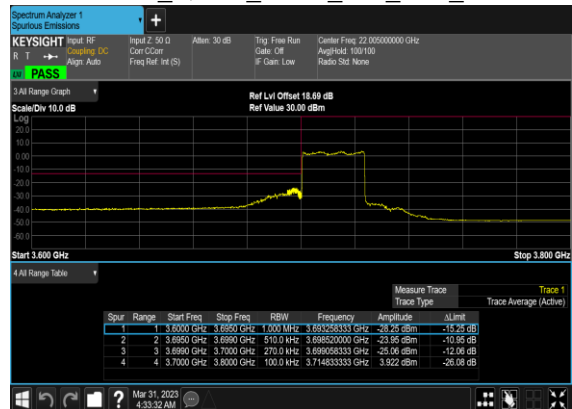 Spectrum Analyzer 1
Spurious Emissions
+
KEYSIGHT Input: RF Input Z: 50 Ω Atten: 30 dB Trig: Free Run Center Freq: 22.005000000 GHz
R T Coupling: DC Corr CCorr Gate: Off Avg|Hold: 100/100
Align: Auto Freq Ref: Int (S) IF Gain: Low Radio Std: None
PASS
3 All Range Graph
Ref Lvl Offset 18.69 dB
Scale/Div 10.0 dB Ref Value 30.00 dBm
Log
20.0
10.0
0.00
-10.0
-20.0
-30.0
-40.0
-50.0
-60.0
Start 3.600 GHz Stop 3.800 GHz
4 All Range Table
Measure Trace Trace 1
Trace Type Trace Average (Active)
Spur Range Start Freq Stop Freq RBW Frequency Amplitude ΔLimit
1 1 3.6000 GHz 3.6950 GHz 1.000 MHz 3.693258333 GHz -28.25 dBm -15.25 dB
2 2 3.6950 GHz 3.6990 GHz 510.0 kHz 3.698520000 GHz -23.95 dBm -10.95 dB
3 3 3.6990 GHz 3.7000 GHz 270.0 kHz 3.699058333 GHz -25.06 dBm -12.06 dB
4 4 3.7000 GHz 3.8000 GHz 100.0 kHz 3.714833333 GHz 3.922 dBm -26.08 dB
? Mar 31, 2023
4:33:32 AM